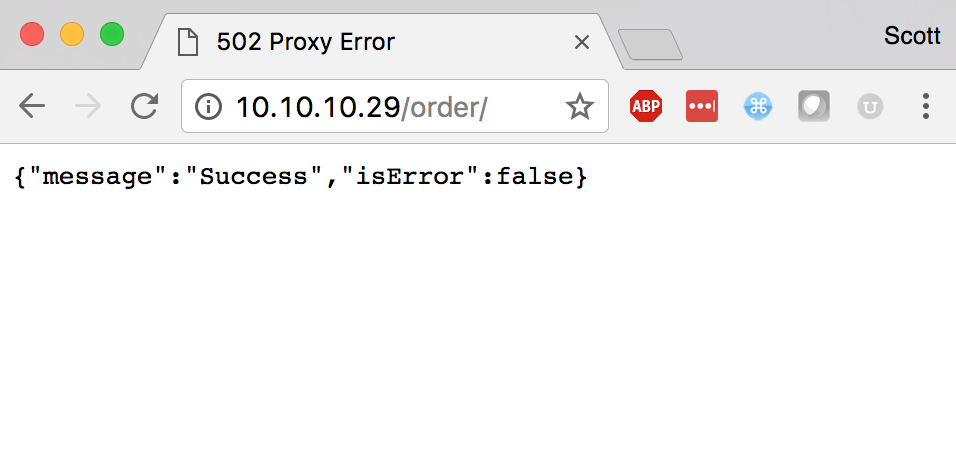 502 Proxy Error
Scott
10.10.10.29/order/
ABP
{"message":"Success","isError":false}